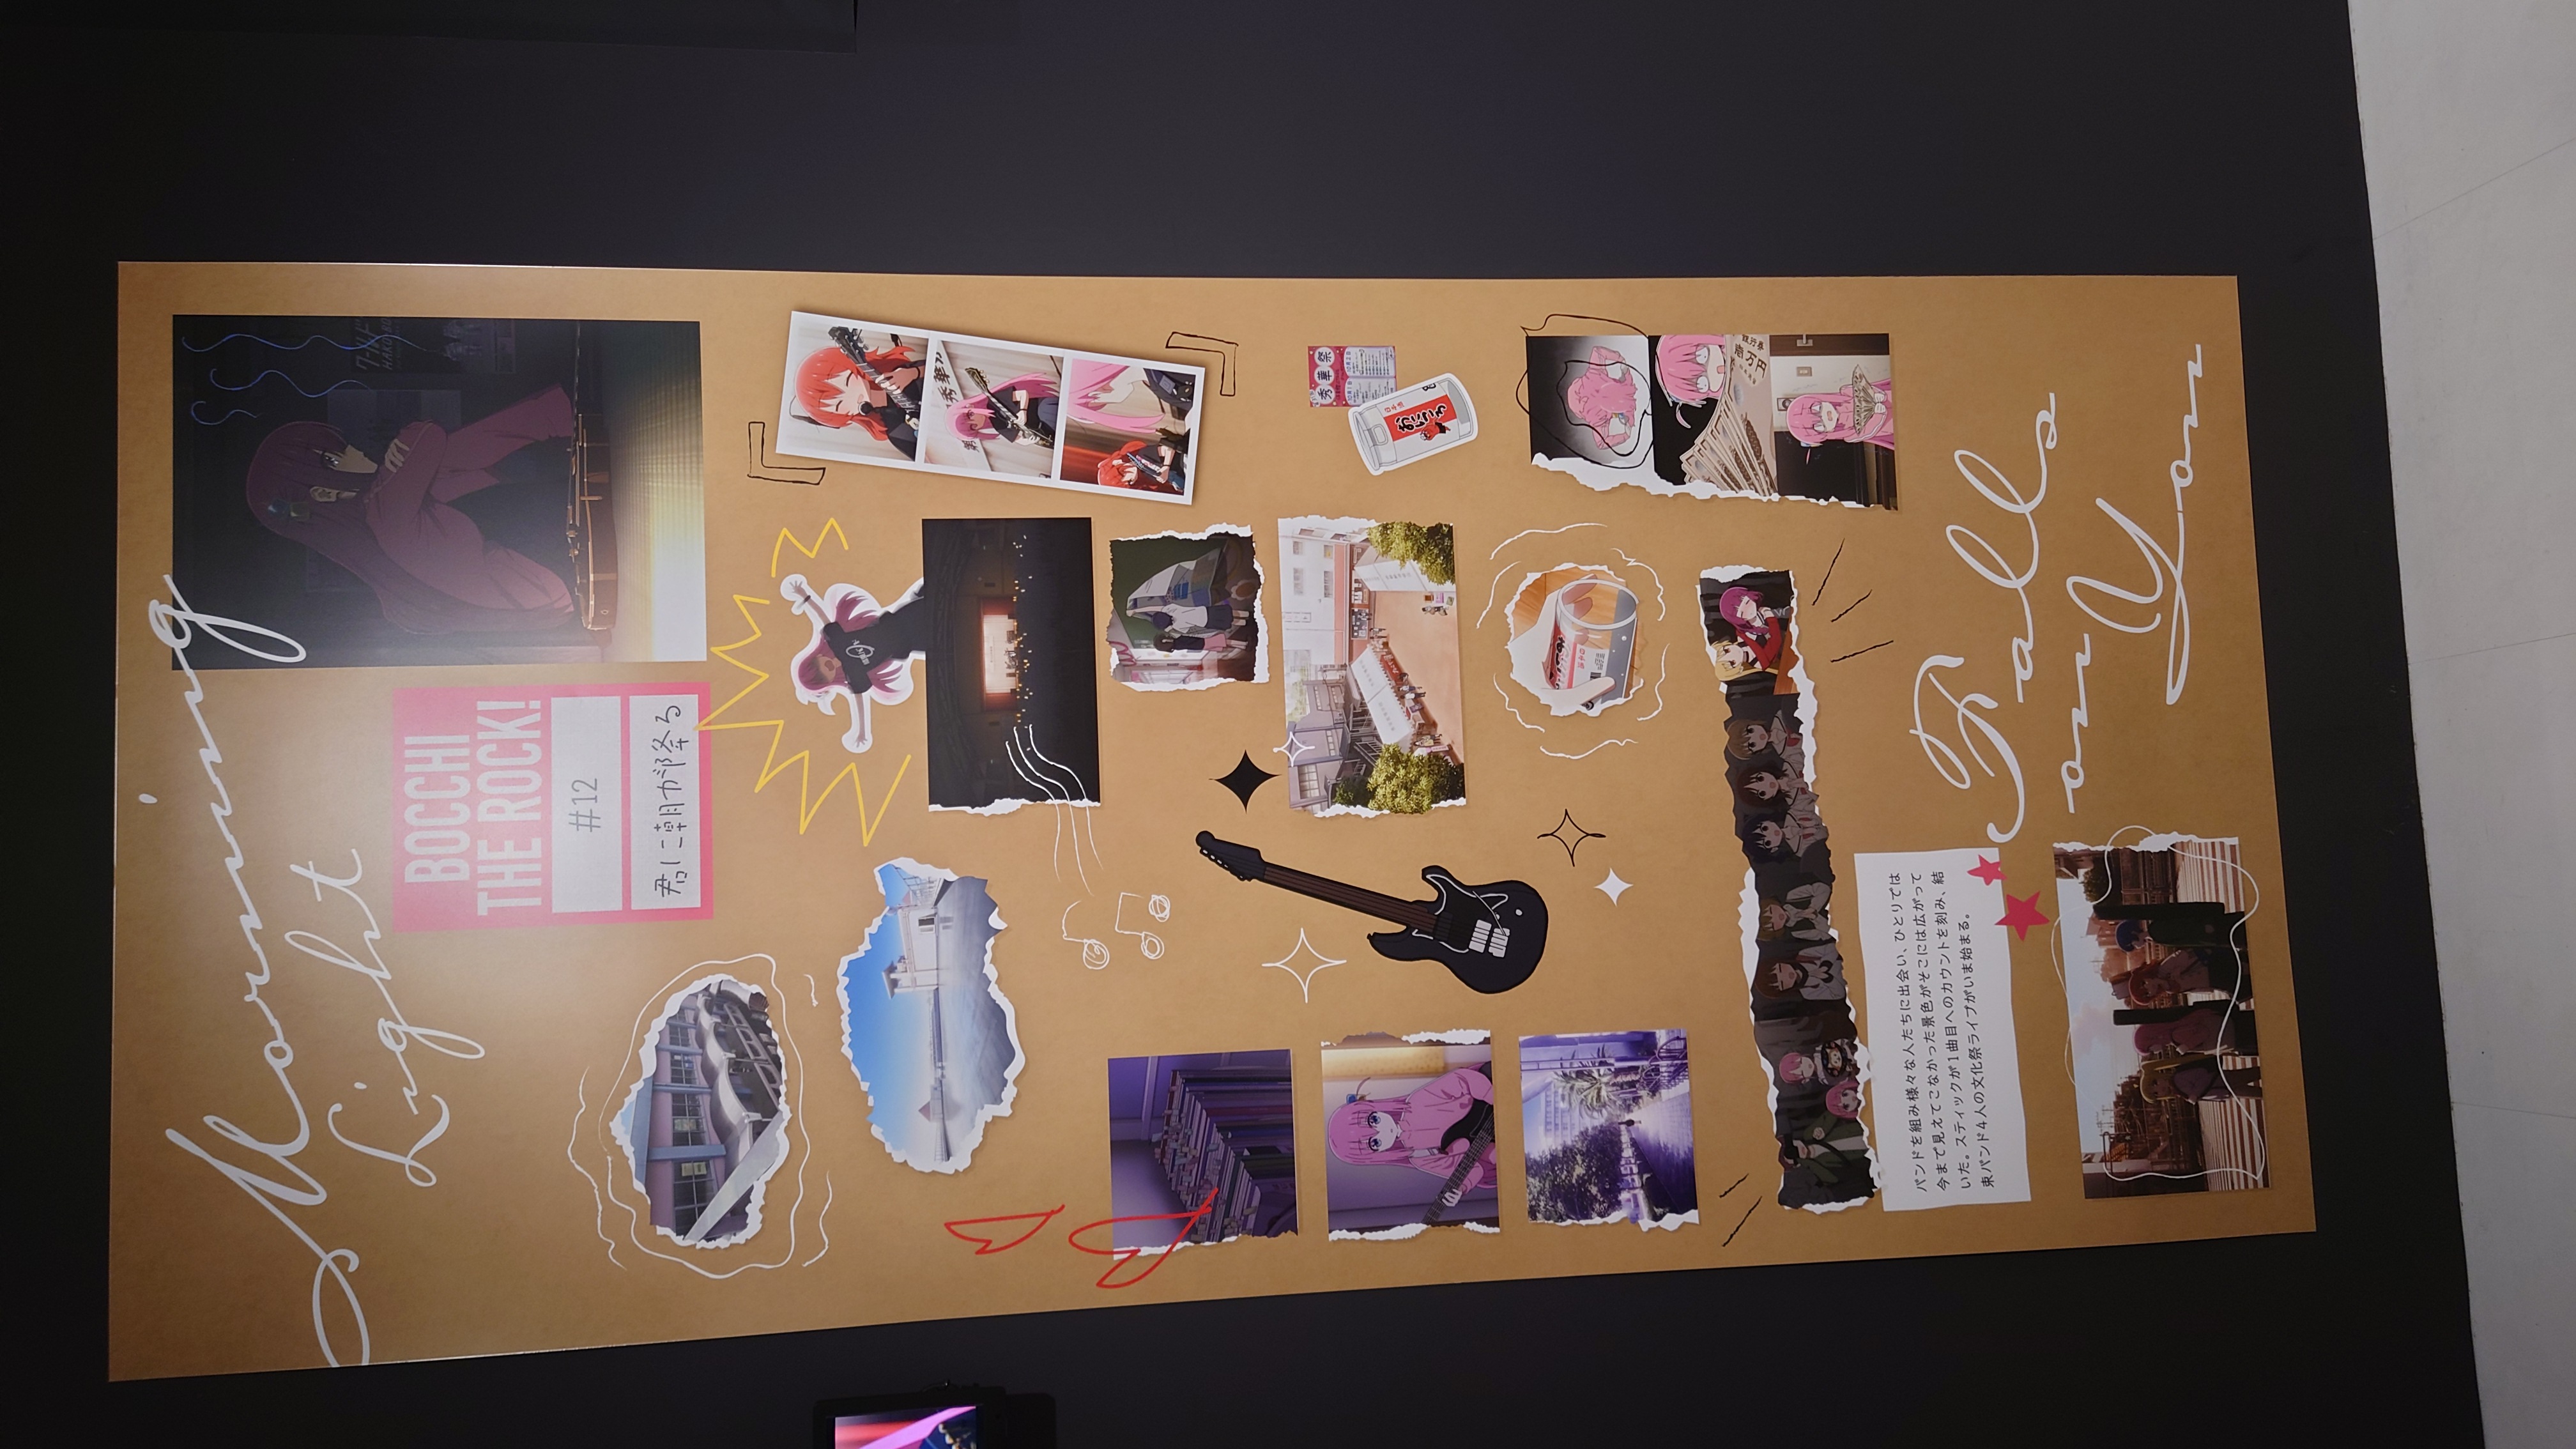 Morning
Light
BOCCHI
THE ROCK!
#12
君に朝が降る
秀華祭
日本酒
おにころ
バンドを組み様々な人たちに出会い、ひとりでは
今まで見えてこなかった景色がそこには広がって
いた。スティックが1曲目へのカウントを刻み、結
束バンド4人の文化祭ライブがいま始まる。
Falls
on
You